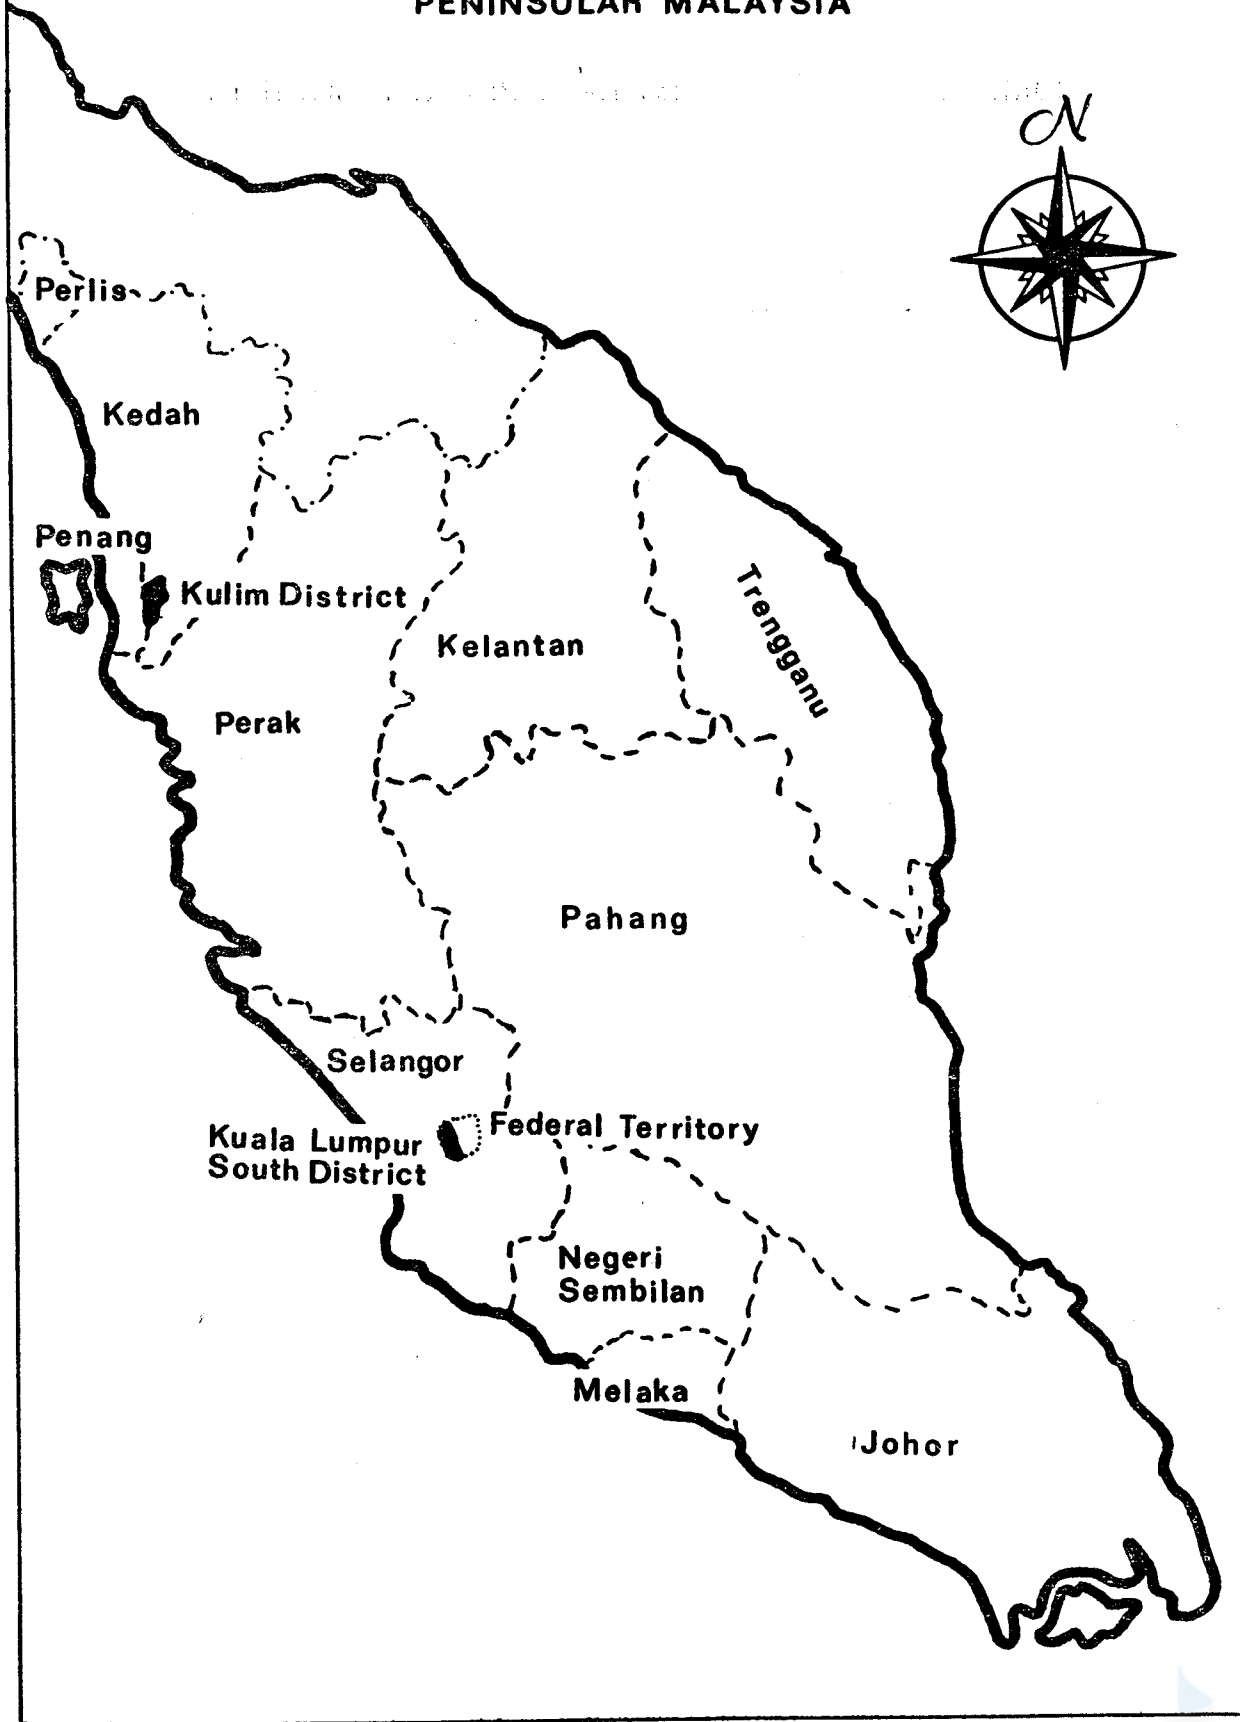 PENINSULAR MALAYSIA
N
Perlis
Kedah
Penang
Kulim District
Kelantan
Trengganu
Perak
Pahang
Selangor
Federal Territory
Kuala Lumpur
South District
Negeri
Sembilan
Melaka
Johor